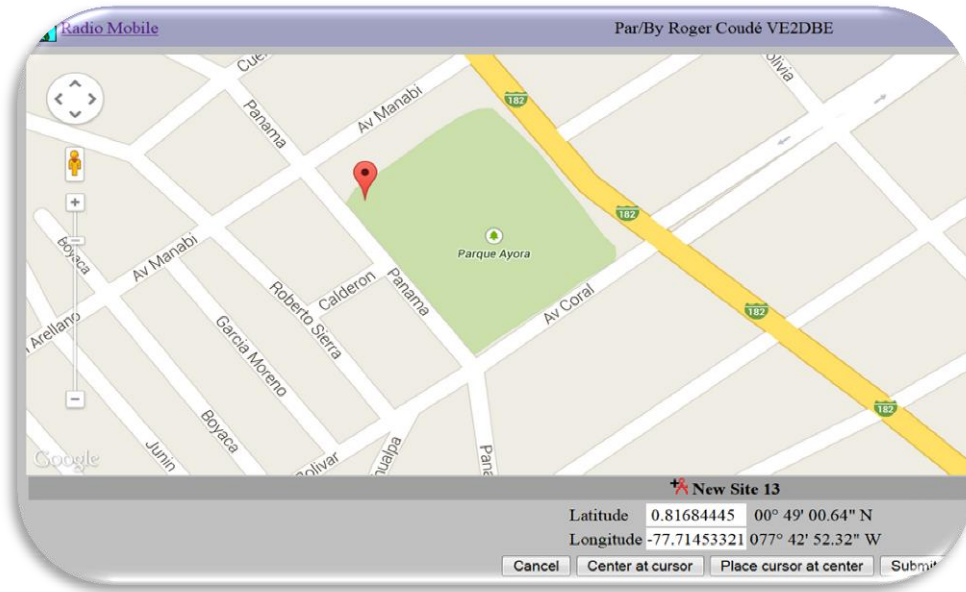 Radio Mobile
Par/By Roger Coudé VE2DBE
Cue
Panama
Av Manabi
182
olivia
182
Parque Ayora
Boyaca
Av Manabi
Roberto Sierra
Calderon
Panama
Av Coral
182
Arellano
Garcia Moreno
Boyaca
Junin
Bolivar
hualpa
Pana
182
Google
New Site 13
Latitude 0.81684445 00° 49' 00.64" N
Longitude -77.71453321 077° 42' 52.32" W
Cancel Center at cursor Place cursor at center Submit